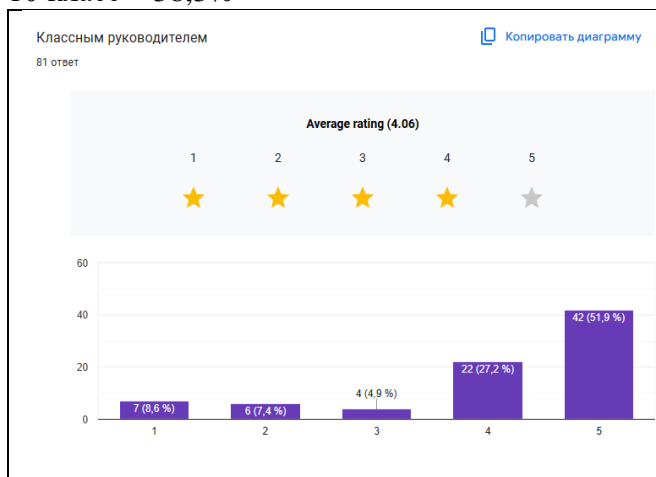 Классным руководителем
Копировать диаграмму
81 ответ
Average rating (4.06)
1 2 3 4 5
60
40
20
0
7 (8,6 %)
6 (7,4 %)
4 (4,9 %)
22 (27,2 %)
42 (51,9 %)
1 2 3 4 5